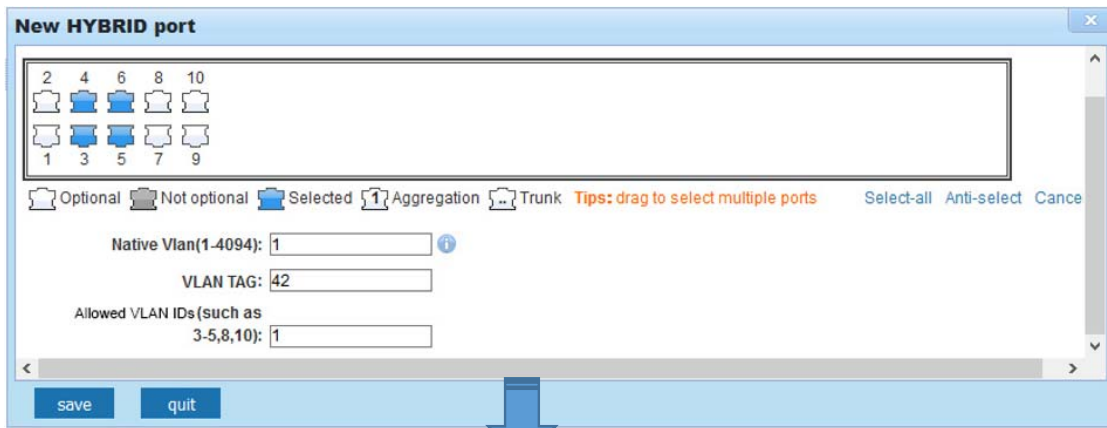 New HYBRID port
x
2 4 6 8 10
1 3 5 7 9
Optional Not optional Selected 1 Aggregation .. Trunk Tips: drag to select multiple ports Select-all Anti-select Cance
Native Vlan(1-4094): 1 i
VLAN TAG: 42
Allowed VLAN IDs(such as
3-5,8,10): 1
save quit